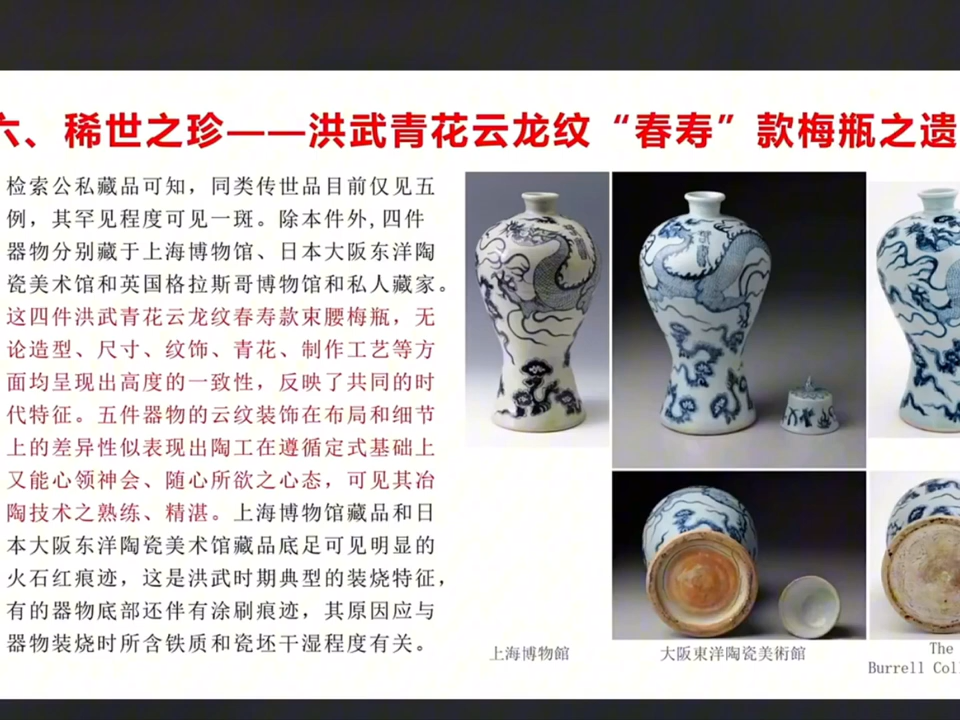 六、稀世之珍——洪武青花云龙纹“春寿”款梅瓶之遗
检索公私藏品可知，同类传世品目前仅见五
例，其罕见程度可见一斑。除本件外,四件
器物分别藏于上海博物馆、日本大阪东洋陶
瓷美术馆和英国格拉斯哥博物馆和私人藏家。
这四件洪武青花云龙纹春寿款束腰梅瓶，无
论造型、尺寸、纹饰、青花、制作工艺等方
面均呈现出高度的一致性，反映了共同的时
代特征。五件器物的云纹装饰在布局和细节
上的差异性似表现出陶工在遵循定式基础上
又能心领神会、随心所欲之心态，可见其冶
陶技术之熟练、精湛。上海博物馆藏品和日
本大阪东洋陶瓷美术馆藏品底足可见明显的
火石红痕迹，这是洪武时期典型的装烧特征，
有的器物底部还伴有涂刷痕迹，其原因应与
器物装烧时所含铁质和瓷坯干湿程度有关。
上海博物館
大阪東洋陶瓷美術館
The
Burrell Col